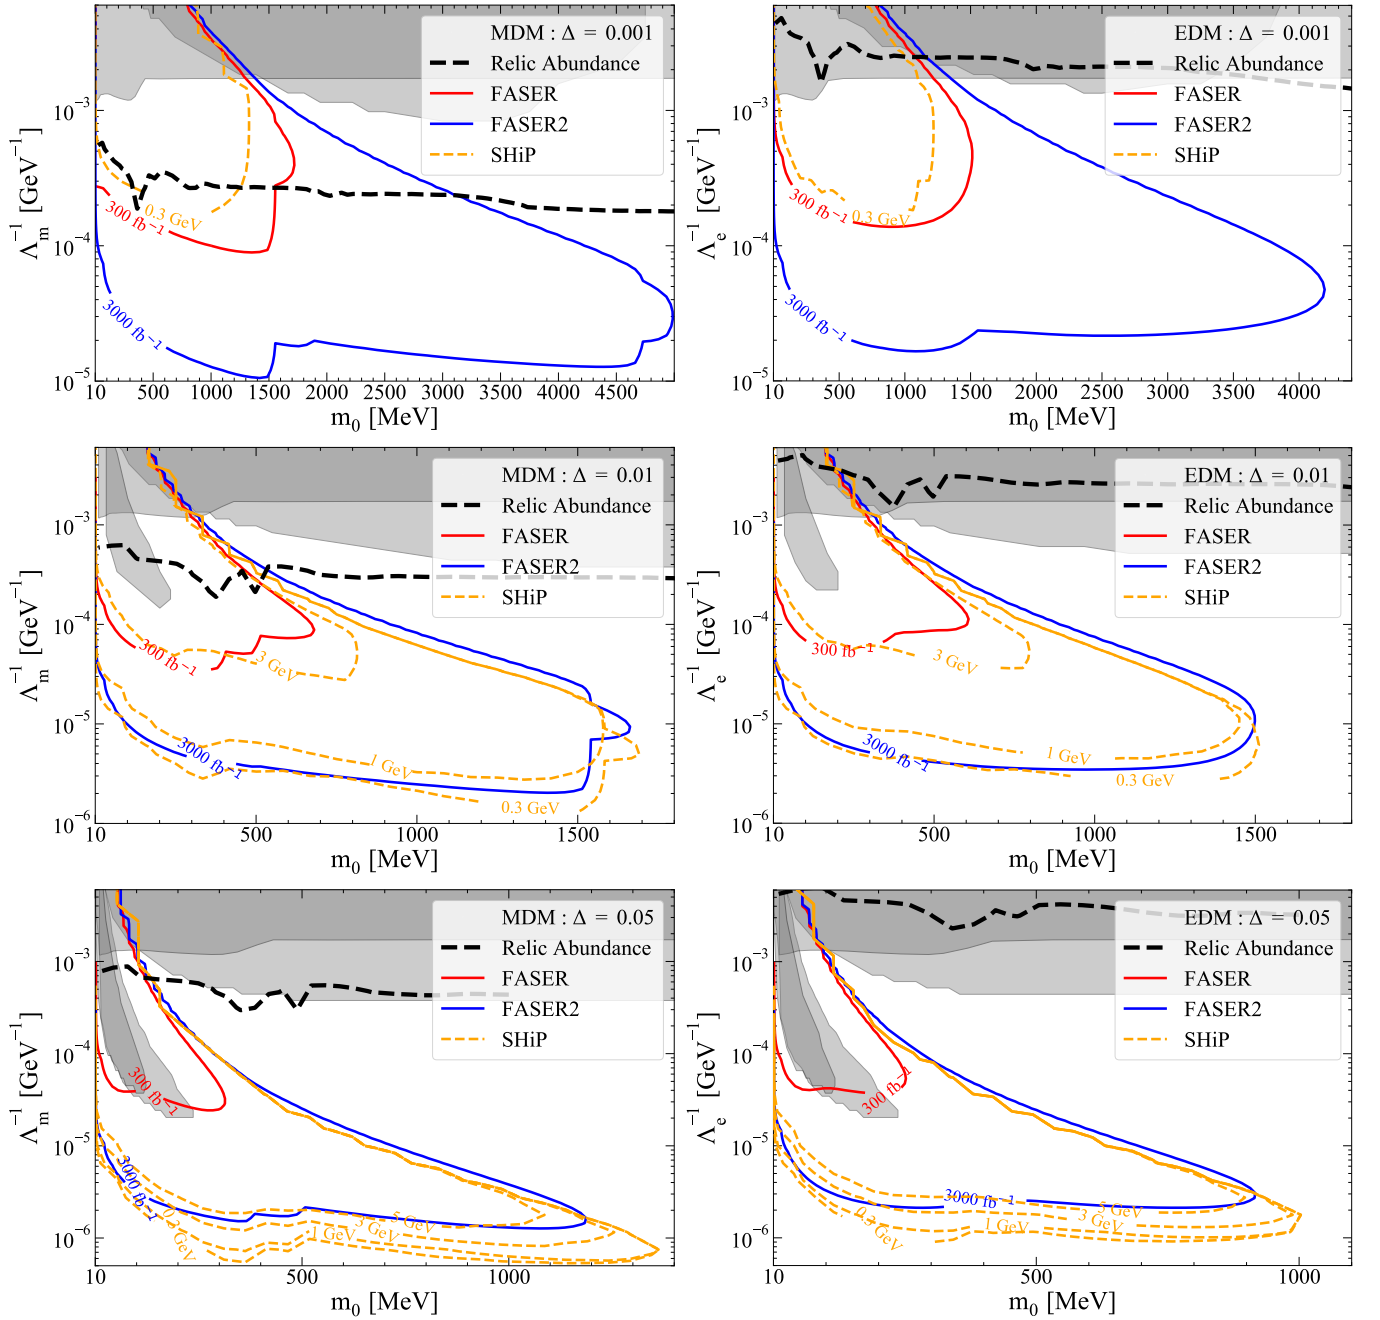 MDM : Δ = 0.001
Relic Abundance
FASER
FASER2
SHiP
0.3 GeV
300 fb⁻¹
3000 fb⁻¹
10⁻³
10⁻⁴
10⁻⁵
Λₘ⁻¹ [GeV⁻¹]
10 500 1000 1500 2000 2500 3000 3500 4000 4500
m₀ [MeV]
EDM : Δ = 0.001
Relic Abundance
FASER
FASER2
SHiP
0.3 GeV
300 fb⁻¹
3000 fb⁻¹
10⁻³
10⁻⁴
10⁻⁵
Λₑ⁻¹ [GeV⁻¹]
10 500 1000 1500 2000 2500 3000 3500 4000
m₀ [MeV]
MDM : Δ = 0.01
Relic Abundance
FASER
FASER2
SHiP
300 fb⁻¹
3 GeV
3000 fb⁻¹
1 GeV
0.3 GeV
10⁻³
10⁻⁴
10⁻⁵
10⁻⁶
Λₘ⁻¹ [GeV⁻¹]
10 500 1000 1500
m₀ [MeV]
EDM : Δ = 0.01
Relic Abundance
FASER
FASER2
SHiP
300 fb⁻¹
3 GeV
3000 fb⁻¹
1 GeV
0.3 GeV
10⁻³
10⁻⁴
10⁻⁵
10⁻⁶
Λₑ⁻¹ [GeV⁻¹]
10 500 1000 1500
m₀ [MeV]
MDM : Δ = 0.05
Relic Abundance
FASER
FASER2
SHiP
300 fb⁻¹
3000 fb⁻¹
5 GeV
3 GeV
1 GeV
0.3 GeV
10⁻³
10⁻⁴
10⁻⁵
10⁻⁶
Λₘ⁻¹ [GeV⁻¹]
10 500 1000
m₀ [MeV]
EDM : Δ = 0.05
Relic Abundance
FASER
FASER2
SHiP
300 fb⁻¹
3000 fb⁻¹
5 GeV
3 GeV
1 GeV
0.3 GeV
10⁻³
10⁻⁴
10⁻⁵
10⁻⁶
Λₑ⁻¹ [GeV⁻¹]
10 500 1000
m₀ [MeV]